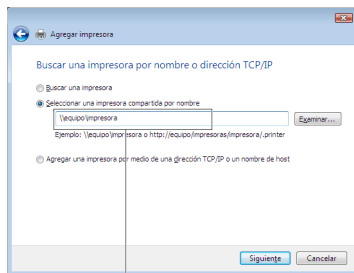 Agregar impresora
Buscar una impresora por nombre o dirección TCP/IP
Buscar una impresora
Seleccionar una impresora compartida por nombre
\\equipo\impresora
Examinar...
Ejemplo: \\equipo\impresora o http://equipo/impresoras/impresora/.printer
Agregar una impresora por medio de una dirección TCP/IP o un nombre de host
Siguiente
Cancelar